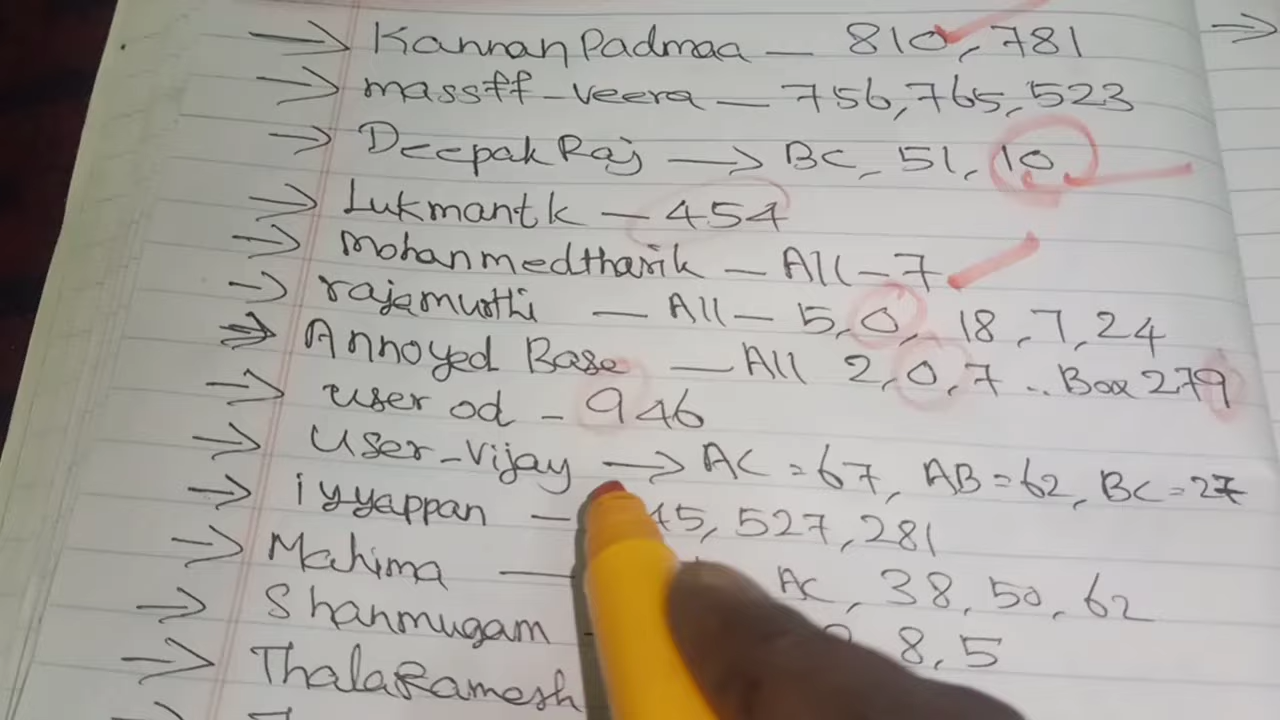 → Kannan Padmaa — 810, 781
→ massff-veera — 756, 765, 523
→ Deepak Raj → BC, 51, 10
→ Lukmantk — 454
→ mohanmedtharik — All - 7
→ rajamurthi — All - 5, 0, 18, 7, 24
→ Annoyed Base — All 2, 0, 7 .. Box 279
→ user od - 946
→ User-Vijay → AC = 67, AB = 62, BC = 27
→ iyyappan — 45, 527, 281
→ Mahima — AC, 38, 50, 62
→ Shanmugam 8, 5
→ ThalaRamesh